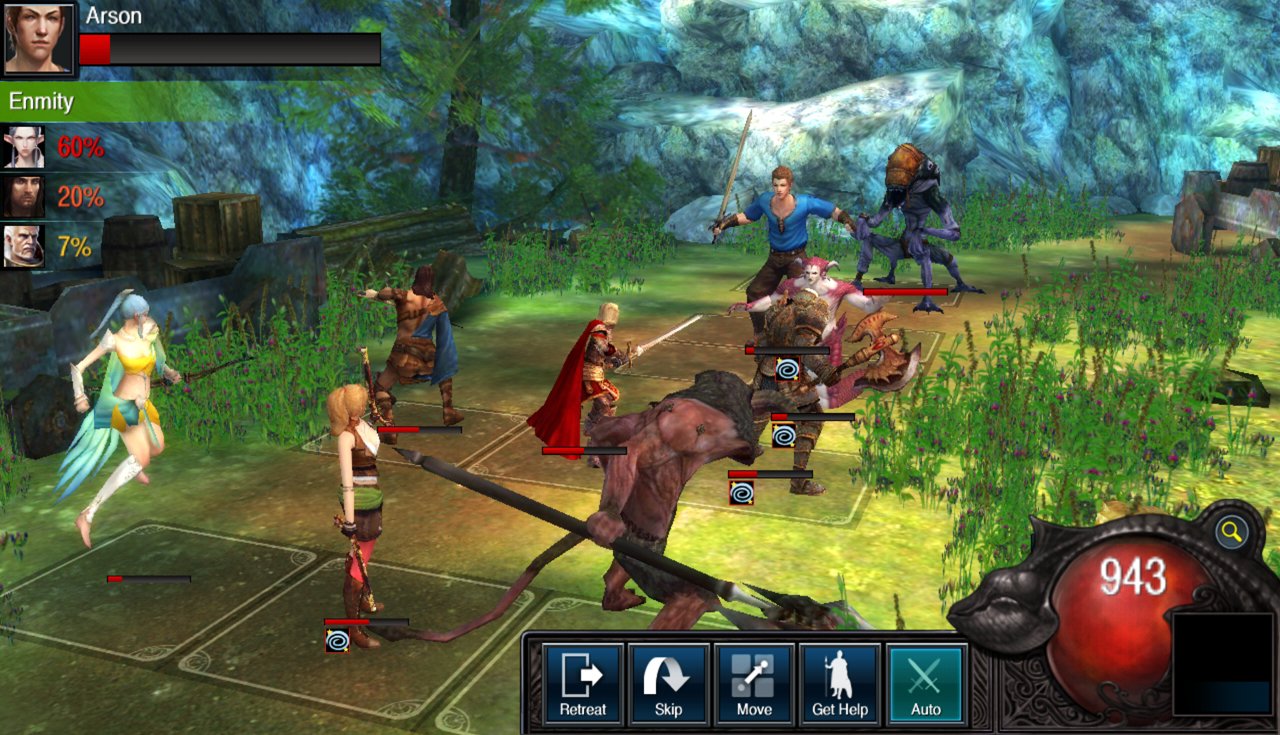 Arson
Enmity
60%
20%
7%
943
Retreat
Skip
Move
Get Help
Auto